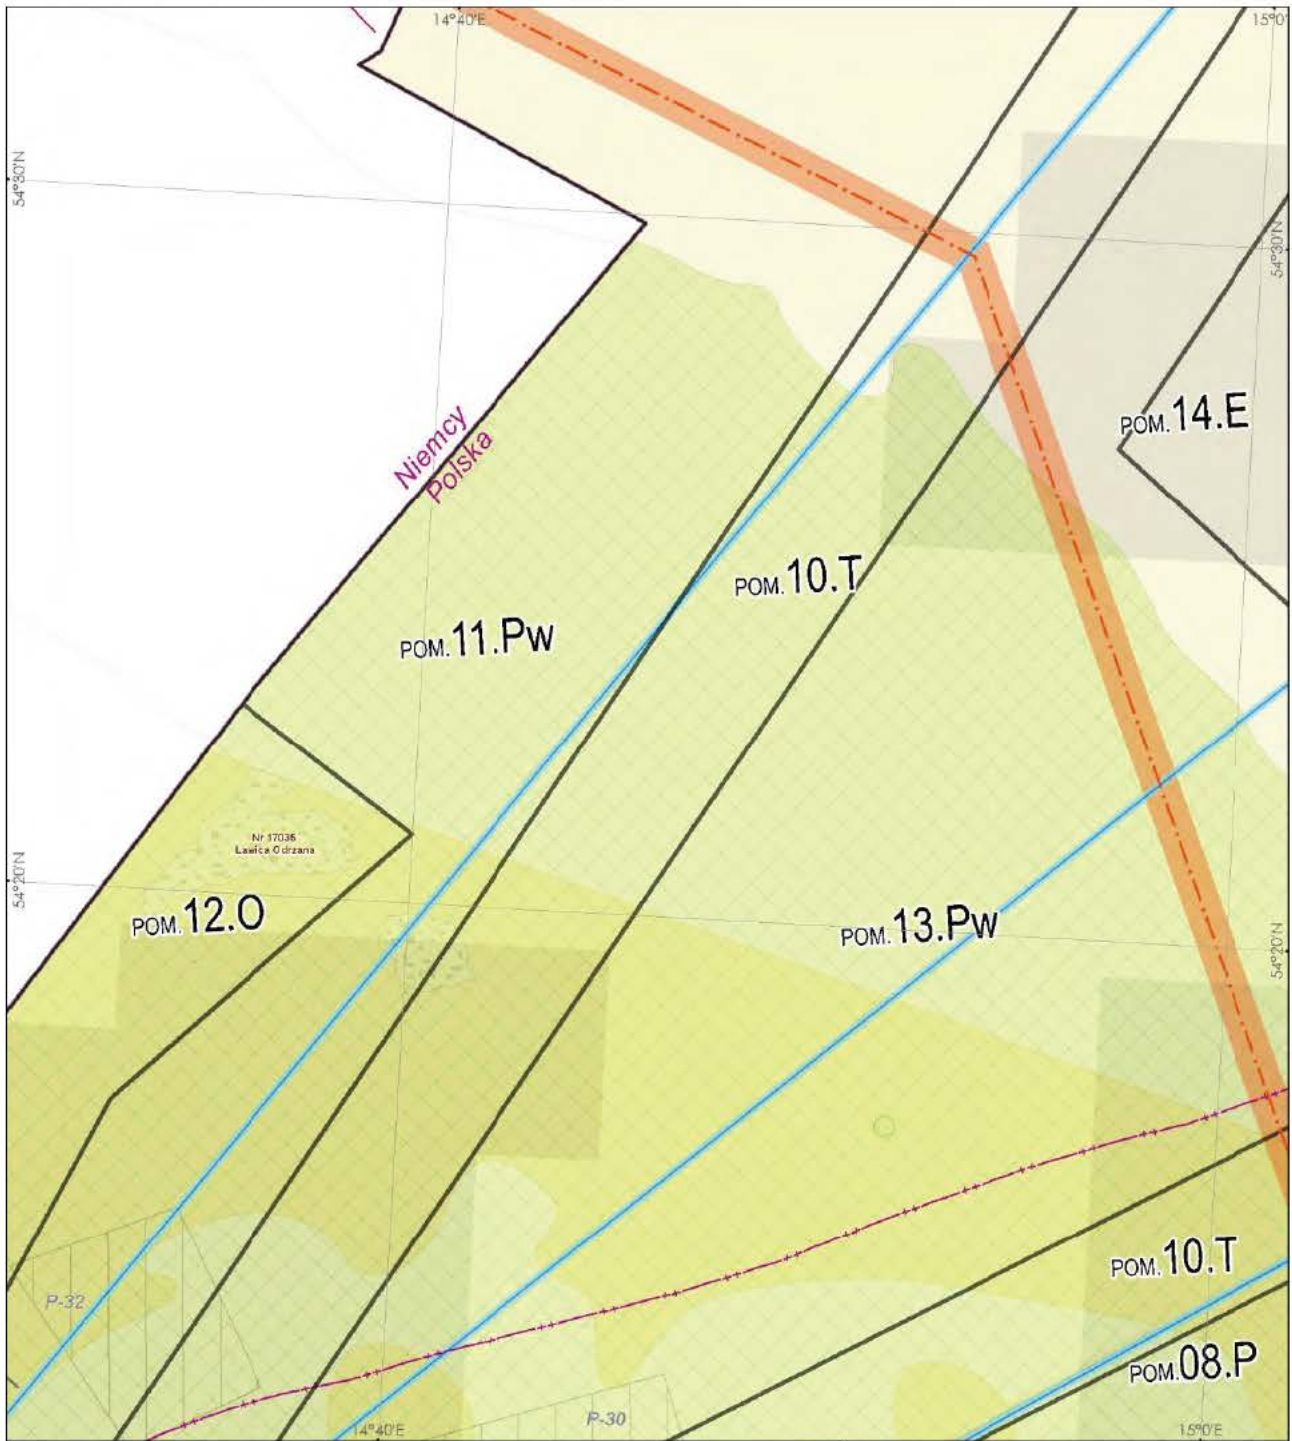 14°40'E
15°0'
54°30'N
54°30'N
POM.14.E
Niemcy
Polska
POM.10.T
POM.11.Pw
Nr 17035
Ławica Odrzana
54°20'N
POM.12.O
POM.13.Pw
54°20'N
POM.10.T
P-32
POM.08.P
P-30
14°40'E
15°0'E